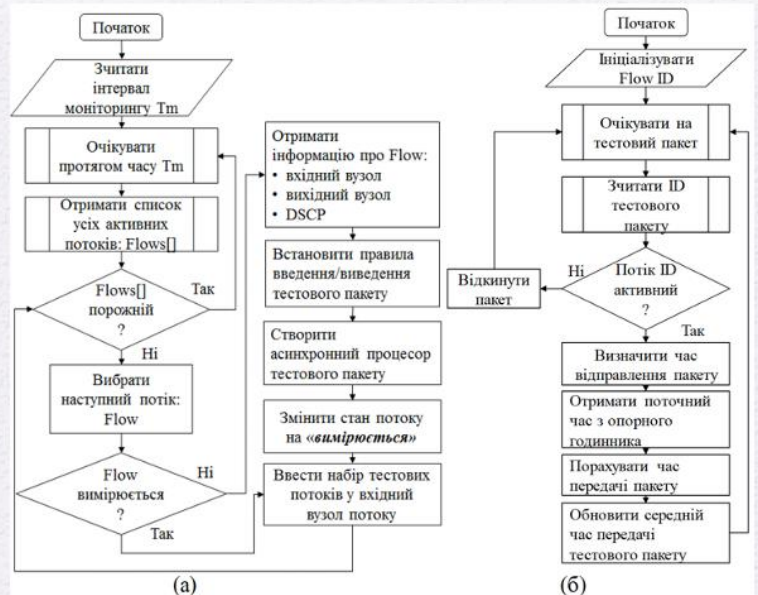 Початок
Зчитати
інтервал
моніторингу Tm
Очікувати
протягом часу Tm
Отримати список
усіх активних
потоків: Flows[]
Flows[]
порожній
?
Так
Ні
Вибрати
наступний потік:
Flow
Flow
вимірюється
?
Ні
Так
Отримати
інформацію про Flow:
• вхідний вузол
• вихідний вузол
• DSCP
Встановити правила
введення/виведення
тестового пакету
Створити
асинхронний процесор
тестового пакету
Змінити стан потоку
на «вимірюється»
Ввести набір тестових
потоків у вхідний
вузол потоку
(а)
Початок
Ініціалізувати
Flow ID
Очікувати на
тестовий пакет
Зчитати ID
тестового
пакету
Потік ID
активний
?
Ні
Відкинути
пакет
Так
Визначити час
відправлення пакету
Отримати поточний
час з опорного
годинника
Порахувати час
передачі пакету
Обновити середній
час передачі
тестового пакету
(б)